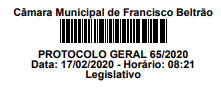 Câmara Municipal de Francisco Beltrão
PROTOCOLO GERAL 65/2020
Data: 17/02/2020 - Horário: 08:21
Legislativo